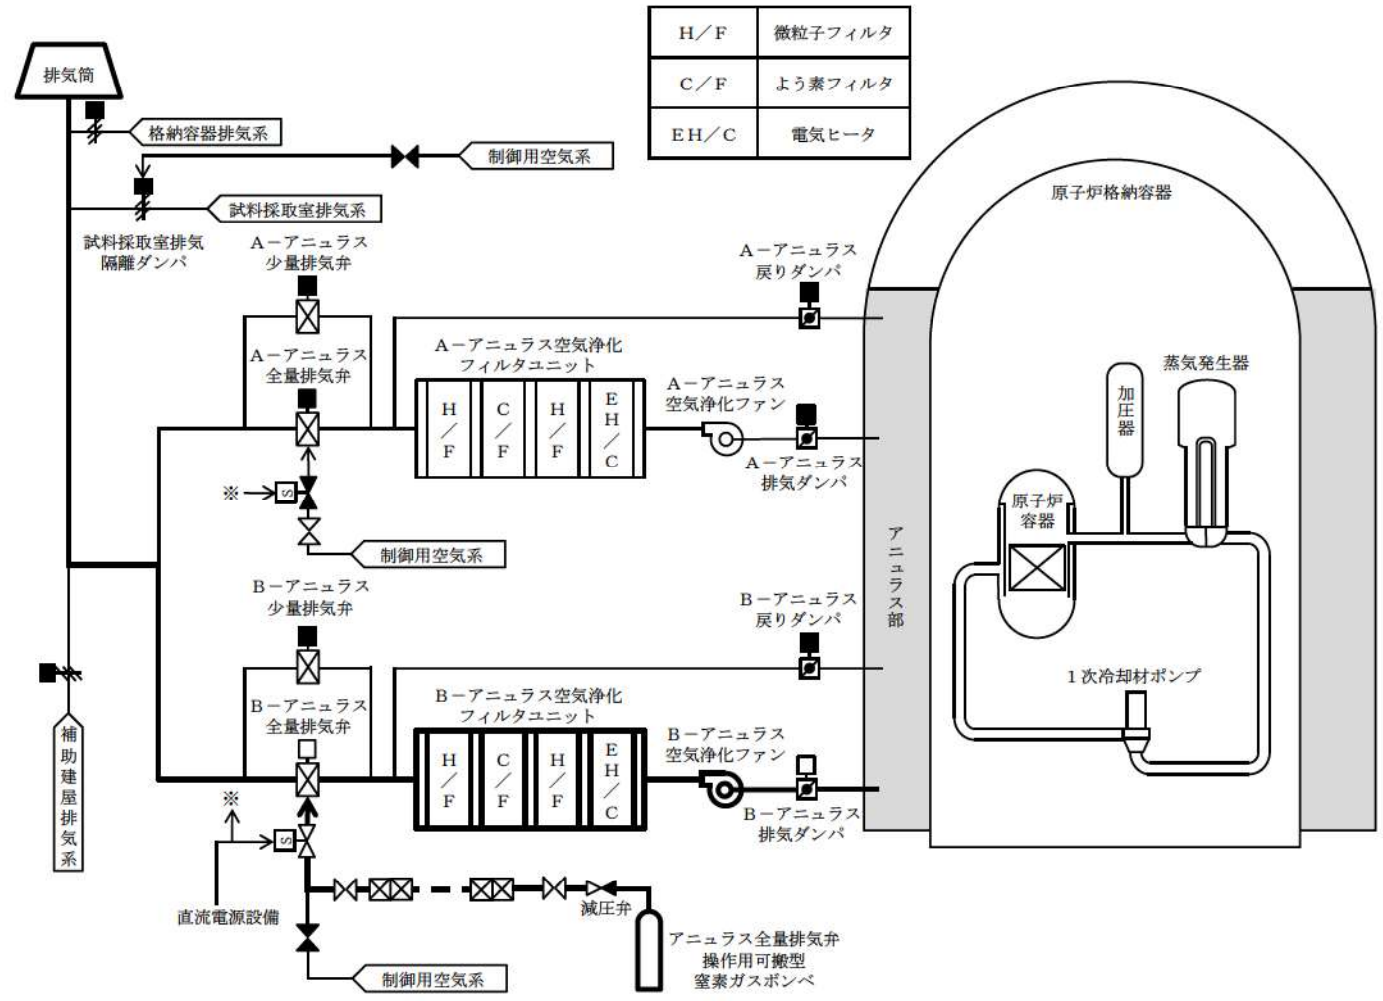 H／F 微粒子フィルタ
C／F よう素フィルタ
EH／C 電気ヒータ
排気筒
格納容器排気系
制御用空気系
試料採取室排気系
試料採取室排気
隔離ダンパ
A－アニュラス
少量排気弁
A－アニュラス
全量排気弁
A－アニュラス空気浄化
フィルタユニット
H／F
C／F
H／F
EH／C
A－アニュラス
戻りダンパ
A－アニュラス
空気浄化ファン
A－アニュラス
排気ダンパ
※
S
制御用空気系
B－アニュラス
少量排気弁
B－アニュラス
全量排気弁
B－アニュラス空気浄化
フィルタユニット
H／F
C／F
H／F
EH／C
B－アニュラス
戻りダンパ
B－アニュラス
空気浄化ファン
B－アニュラス
排気ダンパ
※
S
直流電源設備
補助建屋排気系
減圧弁
アニュラス全量排気弁
操作用可搬型
窒素ガスボンベ
制御用空気系
原子炉格納容器
アニュラス部
加圧器
蒸気発生器
原子炉
容器
1次冷却材ポンプ